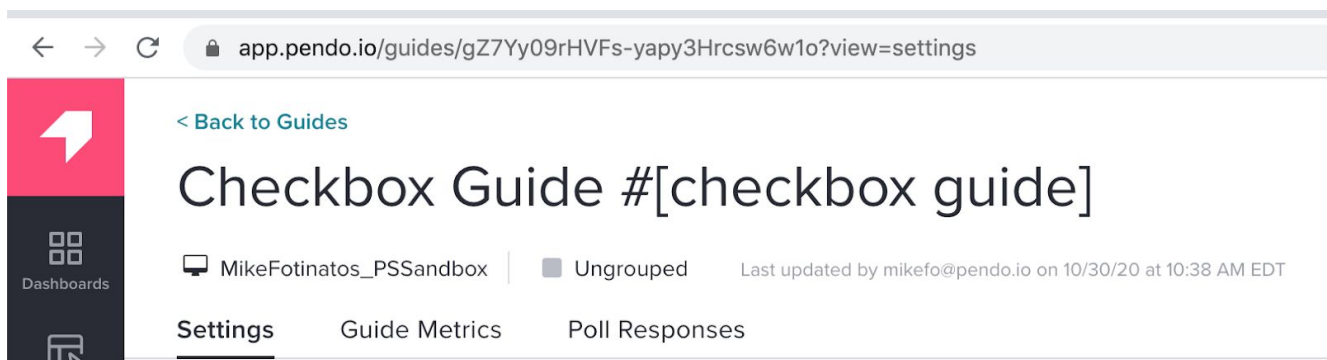 app.pendo.io/guides/gZ7Yy09rHVFs-yapy3Hrcsw6w1o?view=settings
< Back to Guides
Checkbox Guide #[checkbox guide]
MikeFotinatos_PSSandbox Ungrouped Last updated by mikefo@pendo.io on 10/30/20 at 10:38 AM EDT
Dashboards
Settings Guide Metrics Poll Responses